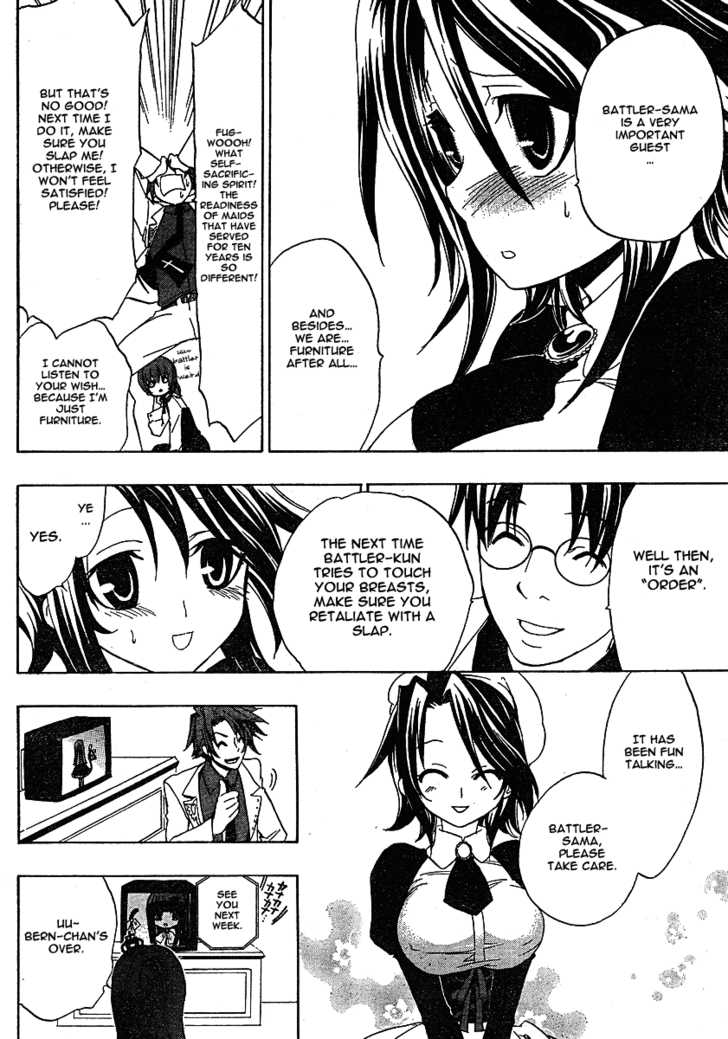 BATTLER-SAMA
IS A VERY
IMPORTANT
GUEST
...
AND
BESIDES...
WE ARE...
FURNITURE
AFTER ALL...
FUG-
WOOOH!
WHAT
SELF-
SACRIFIC-
ING SPIRIT!
THE
READINESS
OF MAIDS
THAT HAVE
SERVED
FOR TEN
YEARS IS
SO
DIFFERENT!
BUT THAT'S
NO GOOD!
NEXT TIME
I DO IT, MAKE
SURE YOU
SLAP ME!
OTHERWISE, I
WON'T FEEL
SATISFIED!
PLEASE!
battler
is
weird
I CANNOT
LISTEN TO
YOUR WISH...
BECAUSE I'M
JUST
FURNITURE.
WELL THEN,
IT'S AN
"ORDER".
THE NEXT TIME
BATTLER-KUN
TRIES TO TOUCH
YOUR BREASTS,
MAKE SURE YOU
RETALIATE WITH A
SLAP.
YE
...
YES.
IT HAS
BEEN FUN
TALKING...
BATTLER-
SAMA,
PLEASE
TAKE CARE.
SEE
YOU
NEXT
WEEK.
UU-
BERN-CHAN'S
OVER.